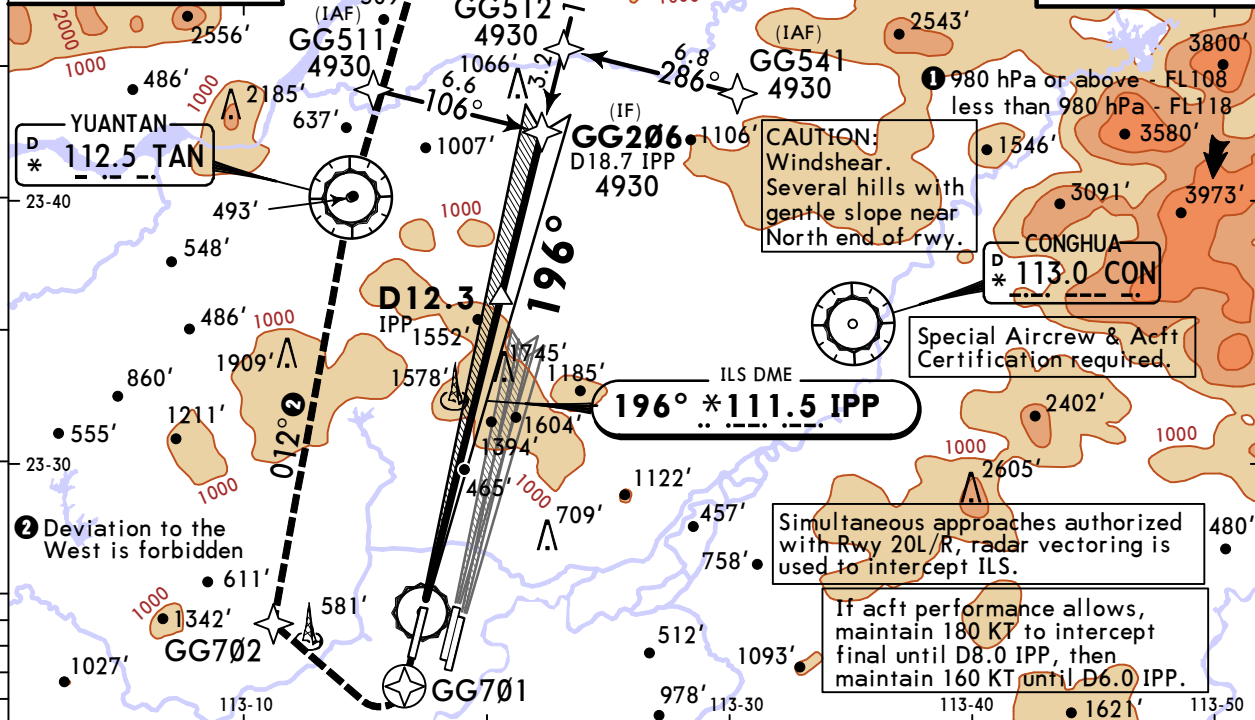 2000
2556'
1000
(IAF)
GG511
4930
GG512
4930
1066'
3.2
(IAF)
GG541
4930
6.8
286°
2543'
3800'
❶ 980 hPa or above - FL108
less than 980 hPa - FL118
486'
1000
2185'
637'
6.6
106°
1007'
(IF)
GG206
D18.7 IPP
4930
1106'
CAUTION:
Windshear.
Several hills with
gentle slope near
North end of rwy.
1546'
3580'
3091'
3973'
YUANTAN
D
* 112.5 TAN
23-40
493'
548'
1000
196°
CONGHUA
D
* 113.0 CON
D12.3
IPP
1552'
486'
1000
1909'
1578'
1745'
1185'
Special Aircrew & Acft
Certification required.
ILS DME
196° *111.5 IPP
860'
1211'
555'
012° ❷
1604'
1394'
2402'
1000
1000
23-30
1000
465'
1000
1122'
2605'
❷ Deviation to the
West is forbidden
709'
457'
758'
Simultaneous approaches authorized
with Rwy 20L/R, radar vectoring is
used to intercept ILS.
480'
611'
1000
1342'
581'
GG702
If acft performance allows,
maintain 180 KT to intercept
final until D8.0 IPP, then
maintain 160 KT until D6.0 IPP.
512'
1093'
1027'
GG701
978'
1621'
113-10
113-30
113-40
113-50